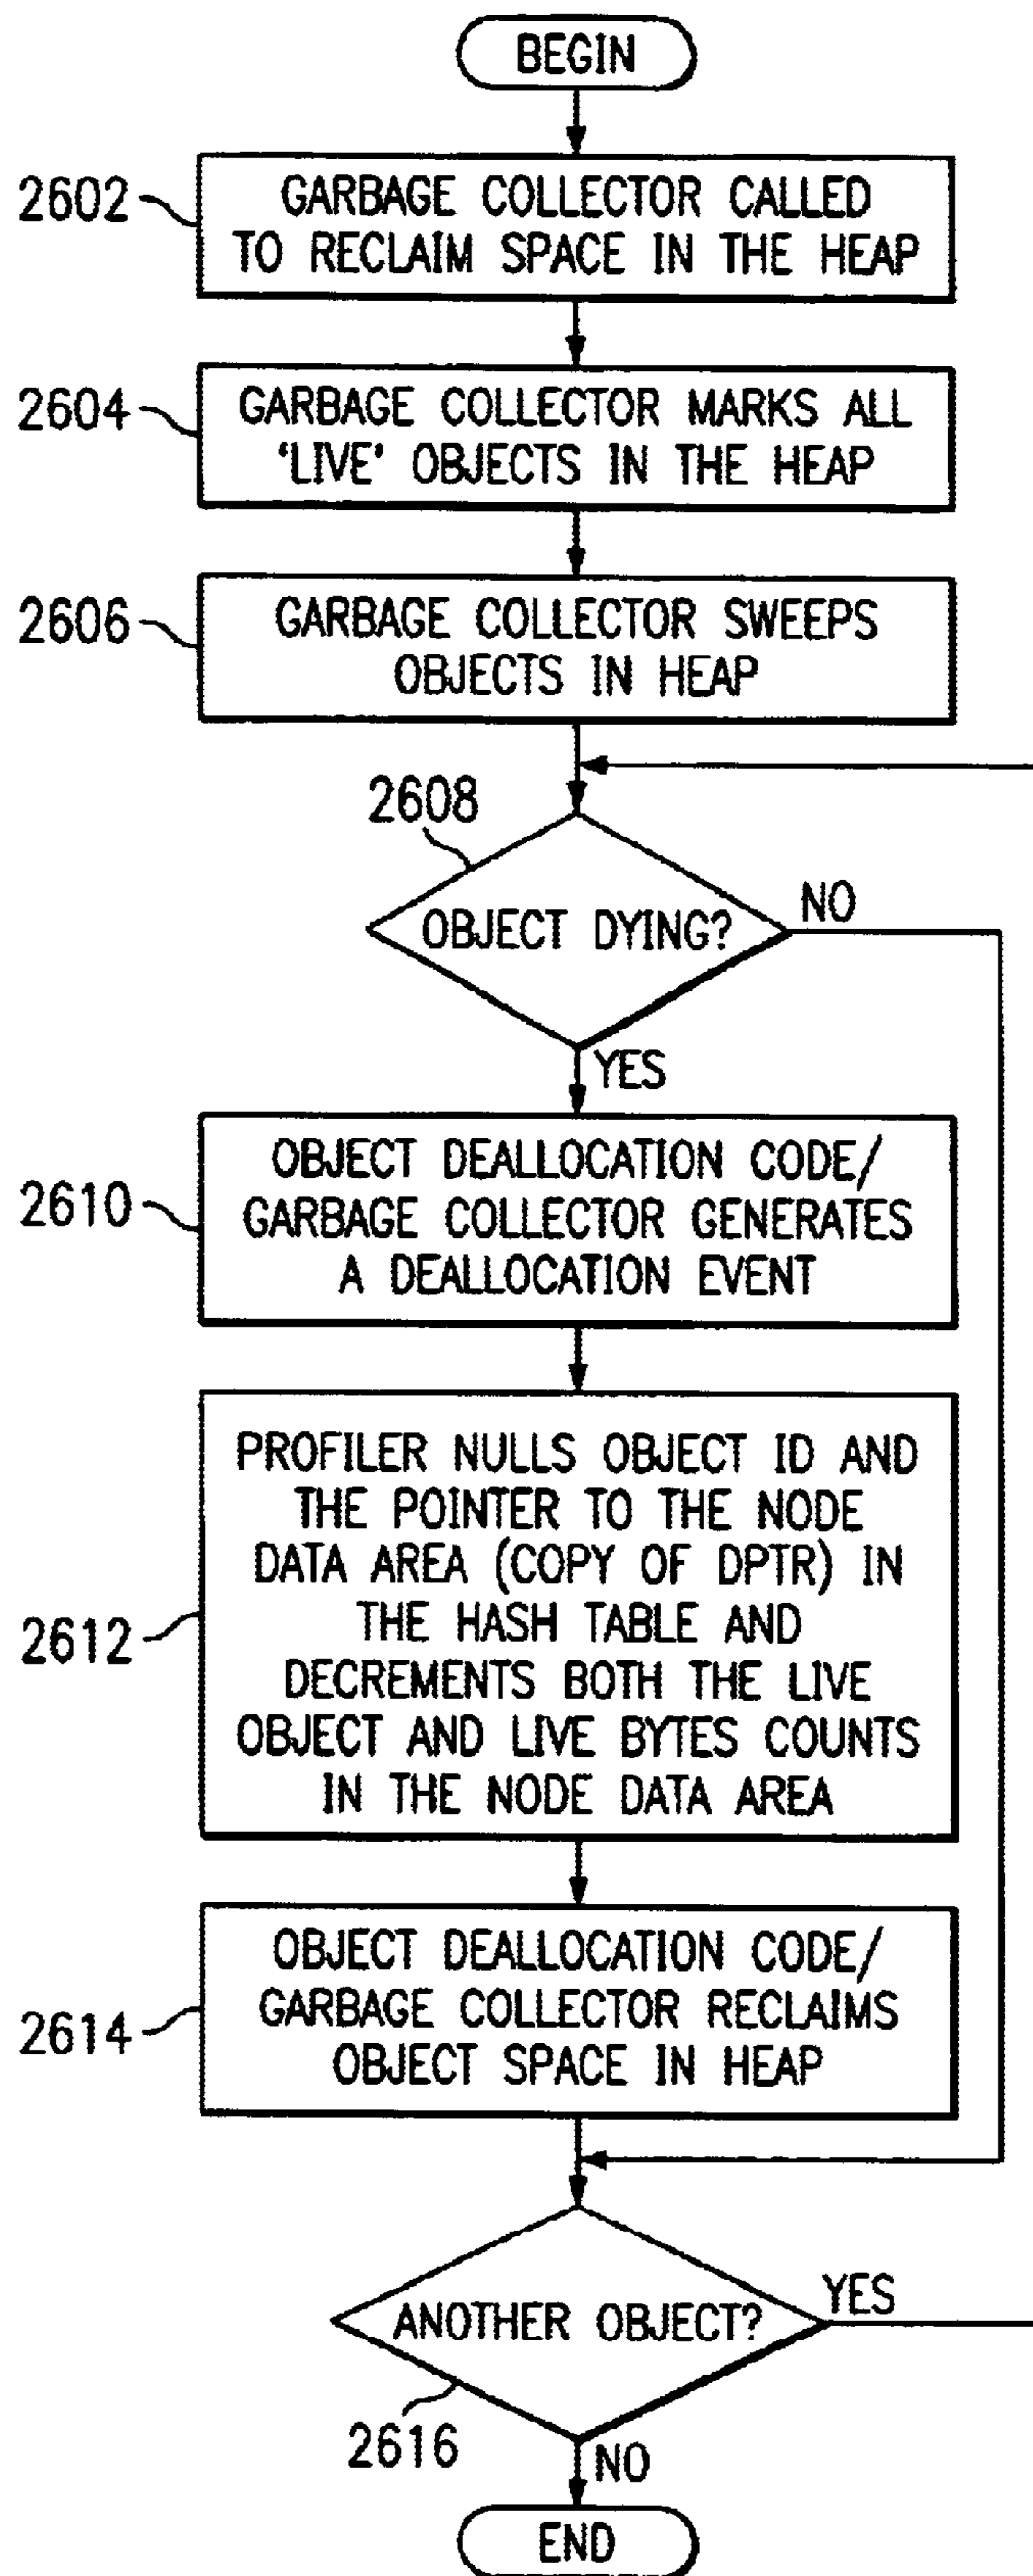 BEGIN
2602
GARBAGE COLLECTOR CALLED
TO RECLAIM SPACE IN THE HEAP
2604
GARBAGE COLLECTOR MARKS ALL
'LIVE' OBJECTS IN THE HEAP
2606
GARBAGE COLLECTOR SWEEPS
OBJECTS IN HEAP
2608
OBJECT DYING?
NO
YES
2610
OBJECT DEALLOCATION CODE/
GARBAGE COLLECTOR GENERATES
A DEALLOCATION EVENT
2612
PROFILER NULLS OBJECT ID AND
THE POINTER TO THE NODE
DATA AREA (COPY OF DPTR) IN
THE HASH TABLE AND
DECREMENTS BOTH THE LIVE
OBJECT AND LIVE BYTES COUNTS
IN THE NODE DATA AREA
2614
OBJECT DEALLOCATION CODE/
GARBAGE COLLECTOR RECLAIMS
OBJECT SPACE IN HEAP
ANOTHER OBJECT?
YES
2616
NO
END